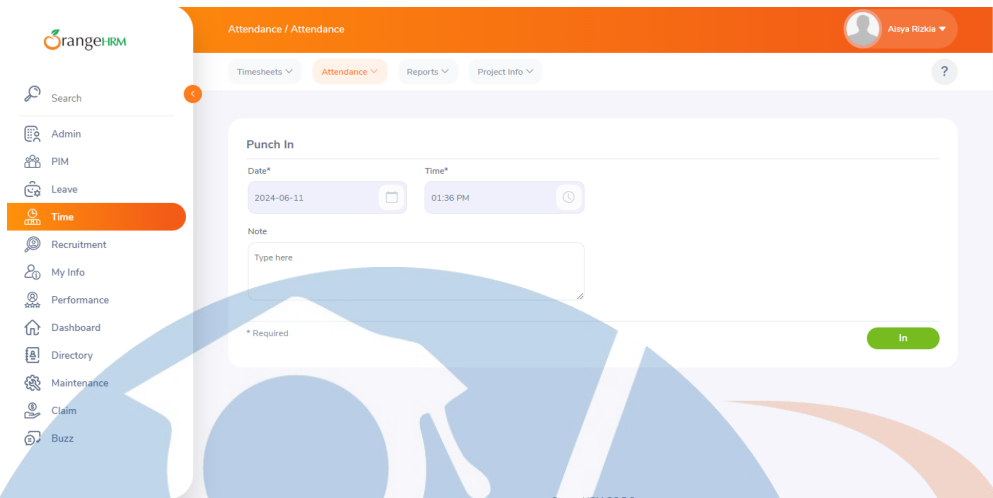 OrangeHRM
Attendance / Attendance
Aisya Rizkia
Timesheets
Attendance
Reports
Project Info
?
Search
Admin
PIM
Leave
Time
Recruitment
My Info
Performance
Dashboard
Directory
Maintenance
Claim
Buzz
Punch In
Date*
Time*
2024-06-11
01:36 PM
Note
Type here
* Required
In